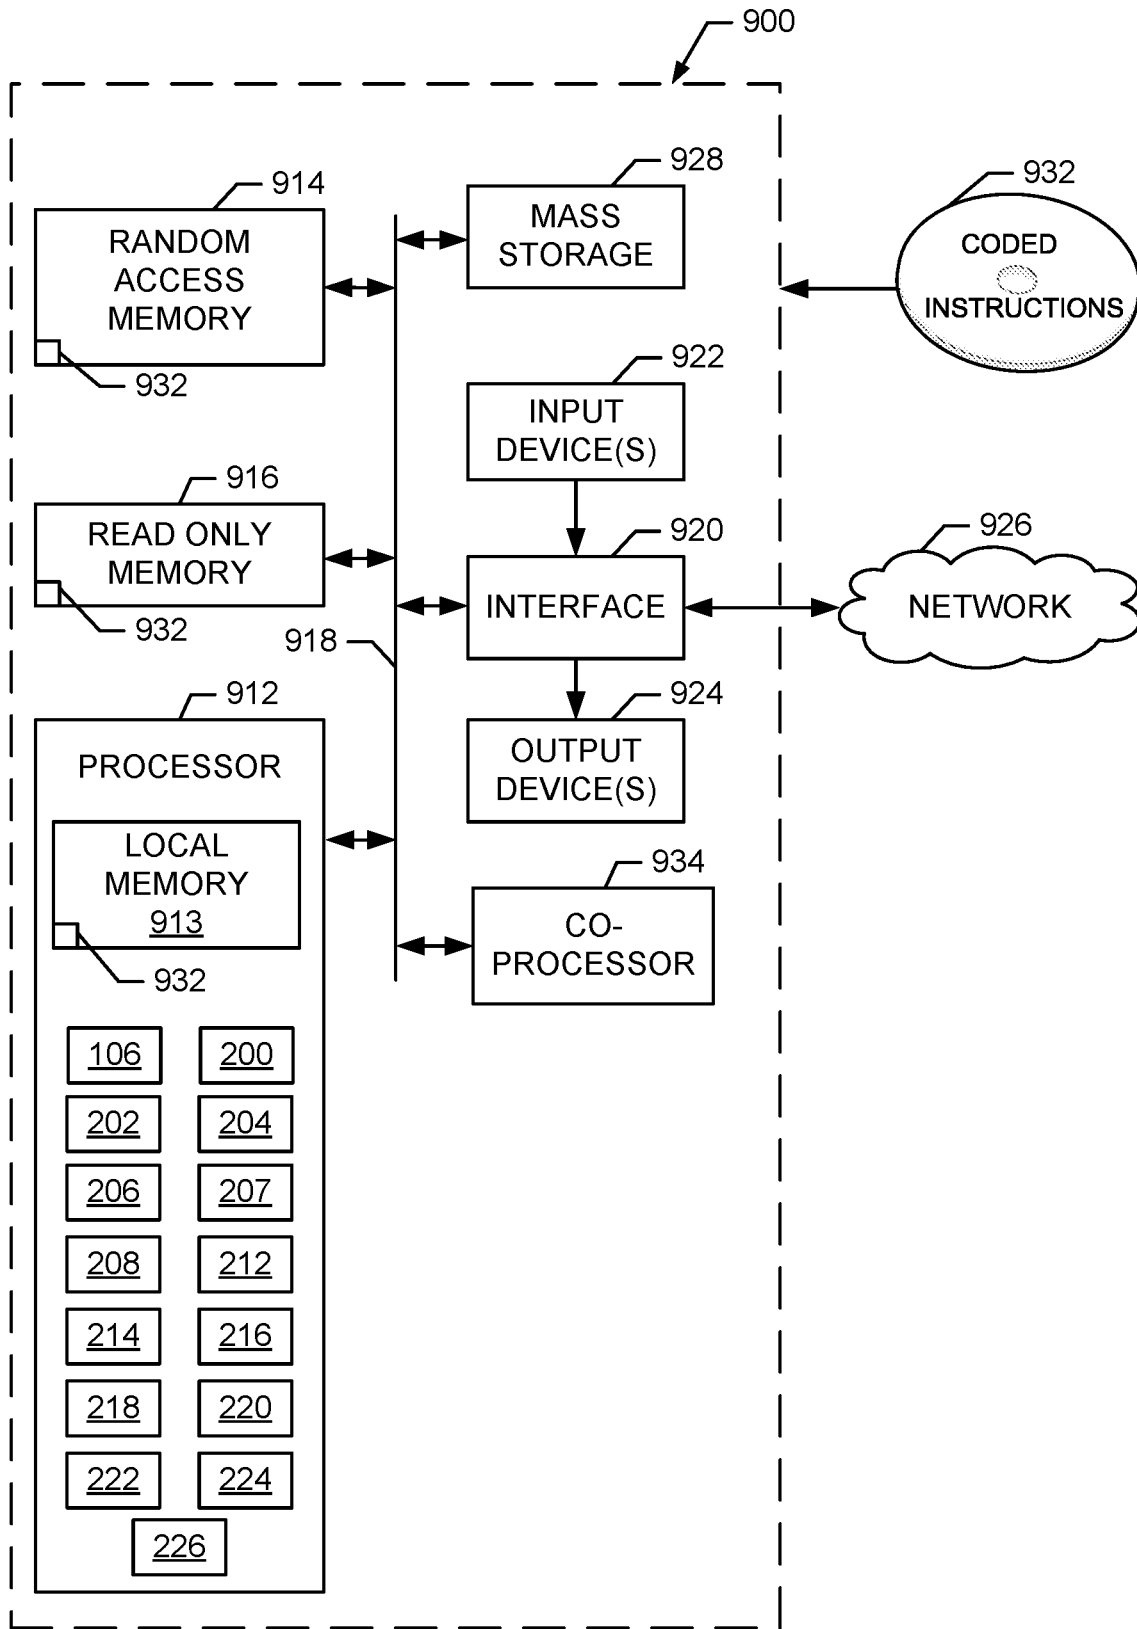 900
914
RANDOM
ACCESS
MEMORY
932
928
MASS
STORAGE
932
CODED
INSTRUCTIONS
922
INPUT
DEVICE(S)
916
READ ONLY
MEMORY
932
920
INTERFACE
926
NETWORK
918
924
OUTPUT
DEVICE(S)
912
PROCESSOR
LOCAL
MEMORY
913
932
934
CO-
PROCESSOR
106
200
202
204
206
207
208
212
214
216
218
220
222
224
226